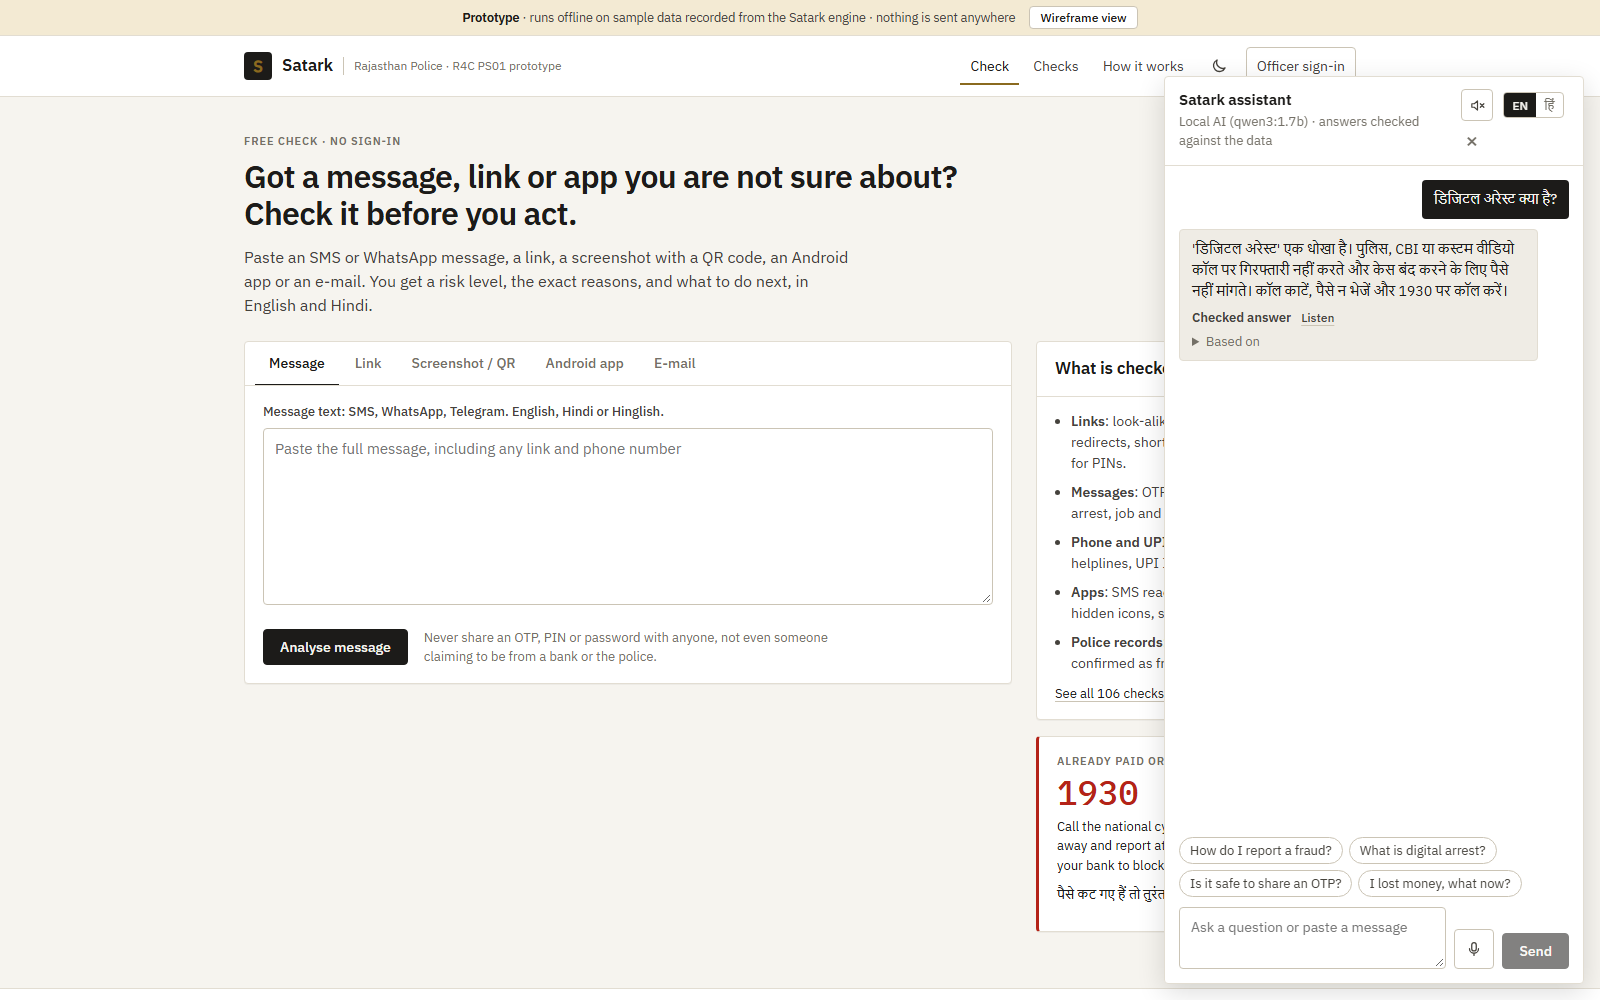 Prototype · runs offline on sample data recorded from the Satark engine · nothing is sent anywhere
Wireframe view
S
Satark
Rajasthan Police · R4C PS01 prototype
Check
Checks
How it works
Officer sign-in
FREE CHECK · NO SIGN-IN
Got a message, link or app you are not sure about?
Check it before you act.
Paste an SMS or WhatsApp message, a link, a screenshot with a QR code, an Android
app or an e-mail. You get a risk level, the exact reasons, and what to do next, in
English and Hindi.
Message
Link
Screenshot / QR
Android app
E-mail
Message text: SMS, WhatsApp, Telegram. English, Hindi or Hinglish.
Paste the full message, including any link and phone number
Analyse message
Never share an OTP, PIN or password with anyone, not even someone
claiming to be from a bank or the police.
What is check
Links: look-alik
redirects, short
for PINs.
Messages: OTP
arrest, job and
Phone and UPI
helplines, UPI
Apps: SMS rea
hidden icons, s
Police records
confirmed as fr
See all 106 checks
ALREADY PAID OR
1930
Call the national cy
away and report at
your bank to block
पैसे कट गए हैं तो तुरंत
Satark assistant
Local AI (qwen3:1.7b) · answers checked
against the data
EN
हिं
डिजिटल अरेस्ट क्या है?
'डिजिटल अरेस्ट' एक धोखा है। पुलिस, CBI या कस्टम वीडियो
कॉल पर गिरफ्तारी नहीं करते और केस बंद करने के लिए पैसे
नहीं मांगते। कॉल काटें, पैसे न भेजें और 1930 पर कॉल करें।
Checked answer
Listen
Based on
How do I report a fraud?
What is digital arrest?
Is it safe to share an OTP?
I lost money, what now?
Ask a question or paste a message
Send